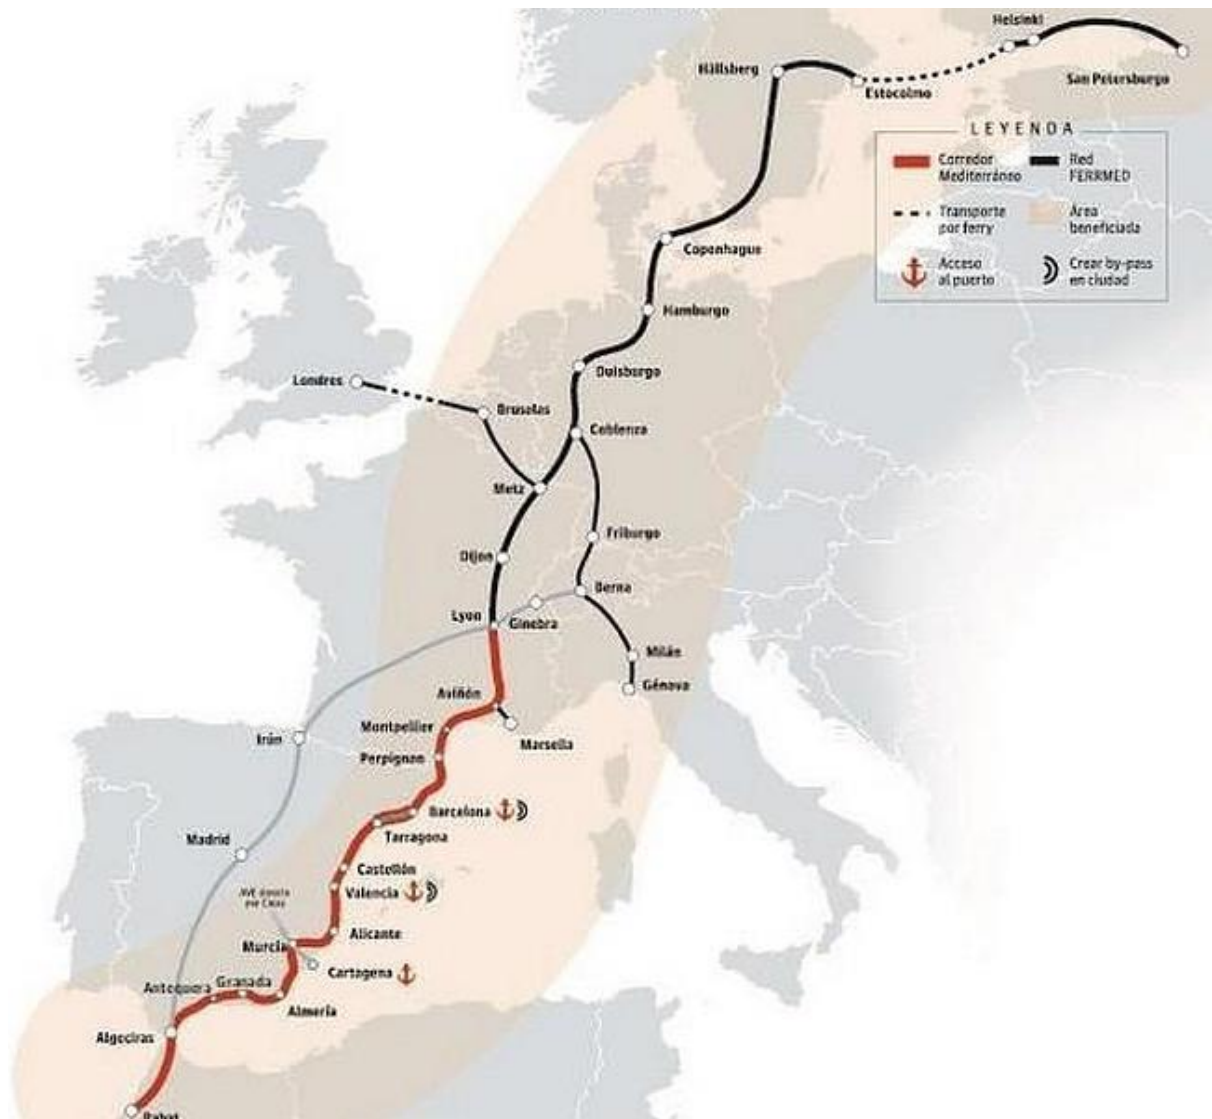 Helsinki
Hällsberg
Estocolmo
San Petersburgo
LEYENDA
Corredor
Mediterráneo
Red
FERRMED
Transporte
por ferry
Área
beneficiada
Acceso
al puerto
Crear by-pass
en ciudad
Copenhague
Hamburgo
Duisborgo
Londres
Bruselas
Coblenza
Metz
Friburgo
Dijon
Berna
Lyon
Ginebra
Milán
Aviñón
Génova
Montpellier
Marsella
Irún
Perpignan
Barcelona
Tarragona
Madrid
Castellón
Valencia
Alicante
Murcia
Cartagena
Antequera
Granada
Almería
Algeciras
Rabat